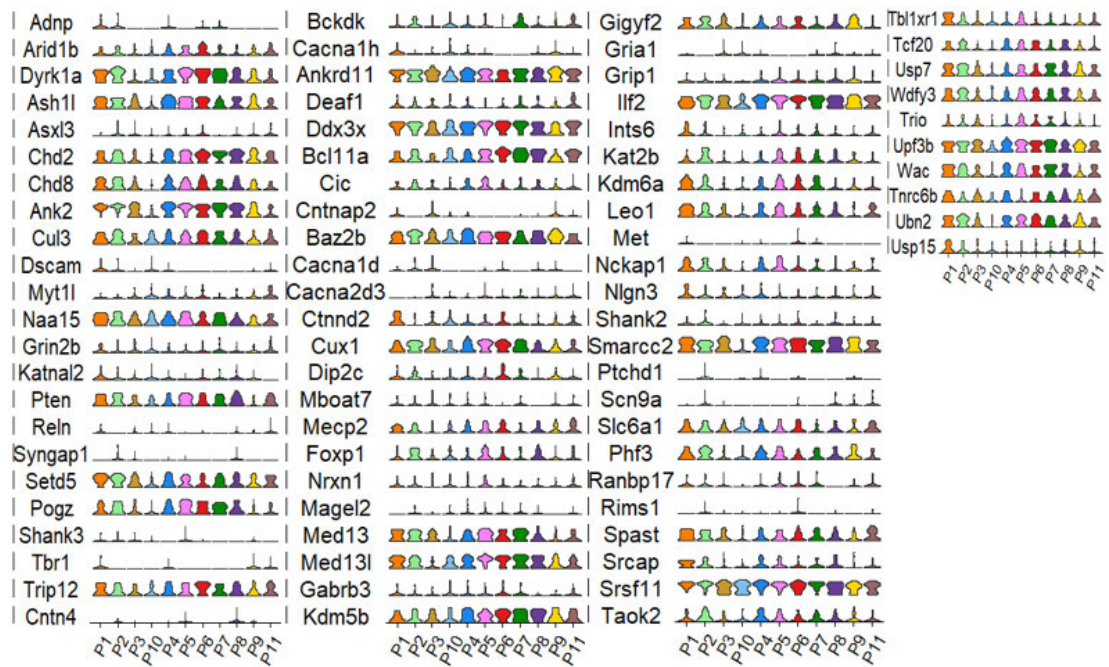 Adnp
Arid1b
Dyrk1a
Ash1l
Asxl3
Chd2
Chd8
Ank2
Cul3
Dscam
Myt1l
Naa15
Grin2b
Katnal2
Pten
Reln
Syngap1
Setd5
Pogz
Shank3
Tbr1
Trip12
Cntn4
P1 P2 P3 P10 P4 P5 P6 P7 P8 P9 P11
Bckdk
Cacna1h
Ankrd11
Deaf1
Ddx3x
Bcl11a
Cic
Cntnap2
Baz2b
Cacna1d
Cacna2d3
Ctnnd2
Cux1
Dip2c
Mboat7
Mecp2
Foxp1
Nrxn1
Magel2
Med13
Med13l
Gabrb3
Kdm5b
P1 P2 P3 P10 P4 P5 P6 P7 P8 P9 P11
Gigyf2
Gria1
Grip1
Ilf2
Ints6
Kat2b
Kdm6a
Leo1
Met
Nckap1
Nlgn3
Shank2
Smarcc2
Ptchd1
Scn9a
Slc6a1
Phf3
Ranbp17
Rims1
Spast
Srcap
Srsf11
Taok2
P1 P2 P3 P10 P4 P5 P6 P7 P8 P9 P11
Tbl1xr1
Tcf20
Usp7
Wdfy3
Trio
Upf3b
Wac
Tnrc6b
Ubn2
Usp15
P1 P2 P3 P10 P4 P5 P6 P7 P8 P9 P11